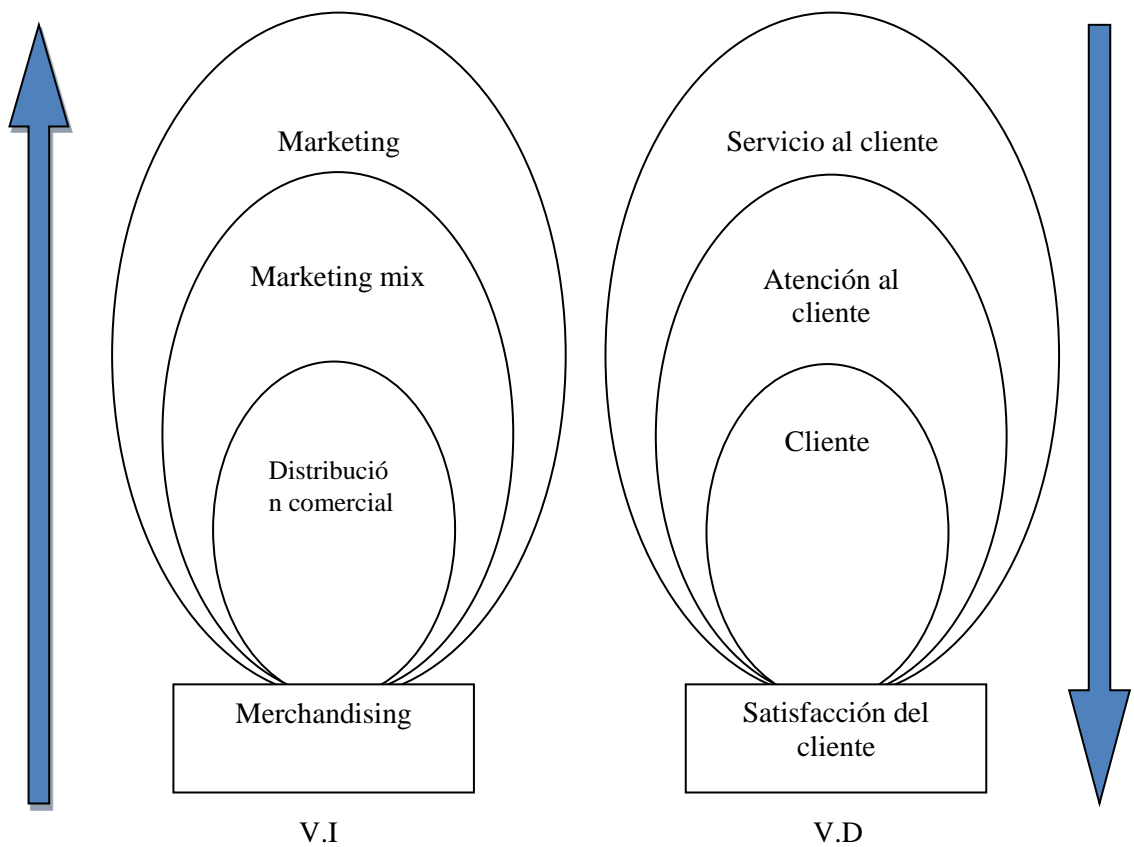 Marketing
Marketing mix
Distribució
n comercial
Merchandising
V.I
Servicio al cliente
Atención al
cliente
Cliente
Satisfacción del
cliente
V.D